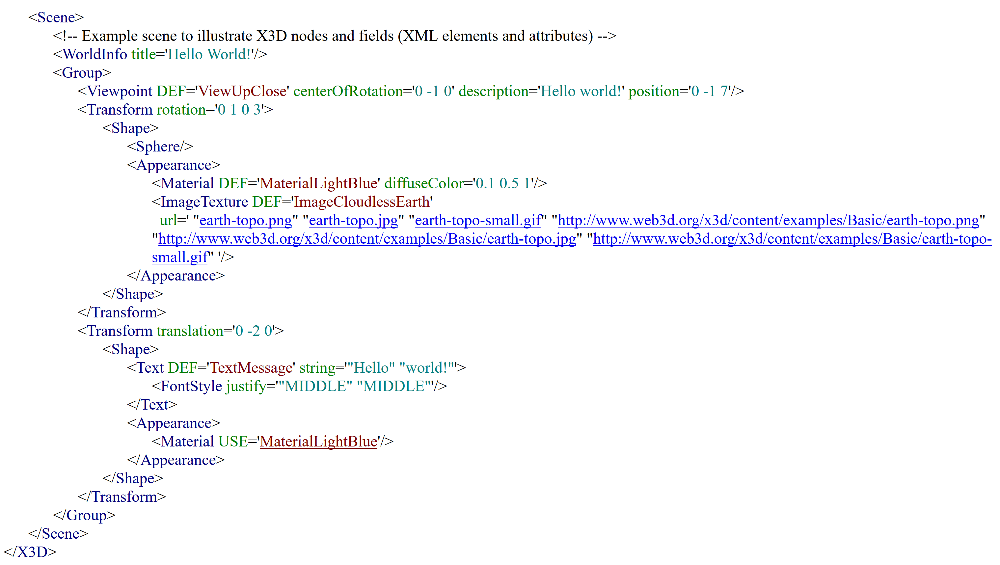 <Scene>
<!-- Example scene to illustrate X3D nodes and fields (XML elements and attributes) -->
<WorldInfo title='Hello World!'/>
<Group>
<Viewpoint DEF='ViewUpClose' centerOfRotation='0 -1 0' description='Hello world!' position='0 -1 7'/>
<Transform rotation='0 1 0 3'>
<Shape>
<Sphere/>
<Appearance>
<Material DEF='MaterialLightBlue' diffuseColor='0.1 0.5 1'/>
<ImageTexture DEF='ImageCloudlessEarth'
url=' "earth-topo.png" "earth-topo.jpg" "earth-topo-small.gif" "http://www.web3d.org/x3d/content/examples/Basic/earth-topo.png"
"http://www.web3d.org/x3d/content/examples/Basic/earth-topo.jpg" "http://www.web3d.org/x3d/content/examples/Basic/earth-topo-
small.gif" '/>
</Appearance>
</Shape>
</Transform>
<Transform translation='0 -2 0'>
<Shape>
<Text DEF='TextMessage' string='"Hello" "world!"'>
<FontStyle justify='"MIDDLE" "MIDDLE"'/>
</Text>
<Appearance>
<Material USE='MaterialLightBlue'/>
</Appearance>
</Shape>
</Transform>
</Group>
</Scene>
</X3D>